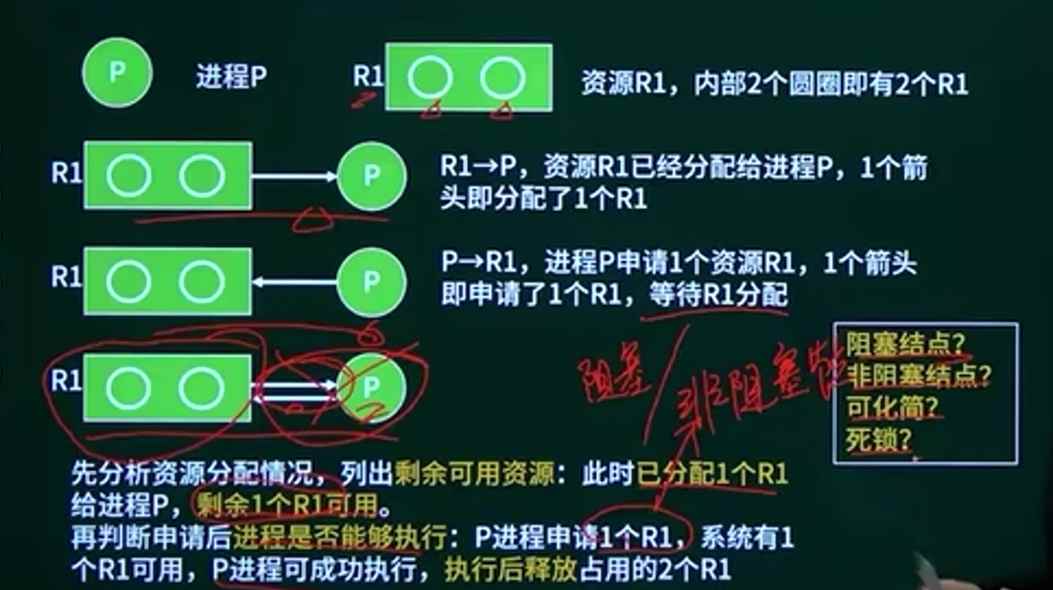 P 进程P R1 资源R1，内部2个圆圈即有2个R1
R1 P R1→P，资源R1已经分配给进程P，1个箭
头即分配了1个R1
R1 P P→R1，进程P申请1个资源R1，1个箭头
即申请了1个R1，等待R1分配
R1 P
阻塞 非阻塞
阻塞结点？
非阻塞结点？
可化简？
死锁？
先分析资源分配情况，列出剩余可用资源：此时已分配1个R1
给进程P，剩余1个R1可用。
再判断申请后进程是否能够执行：P进程申请1个R1，系统有1
个R1可用，P进程可成功执行，执行后释放占用的2个R1